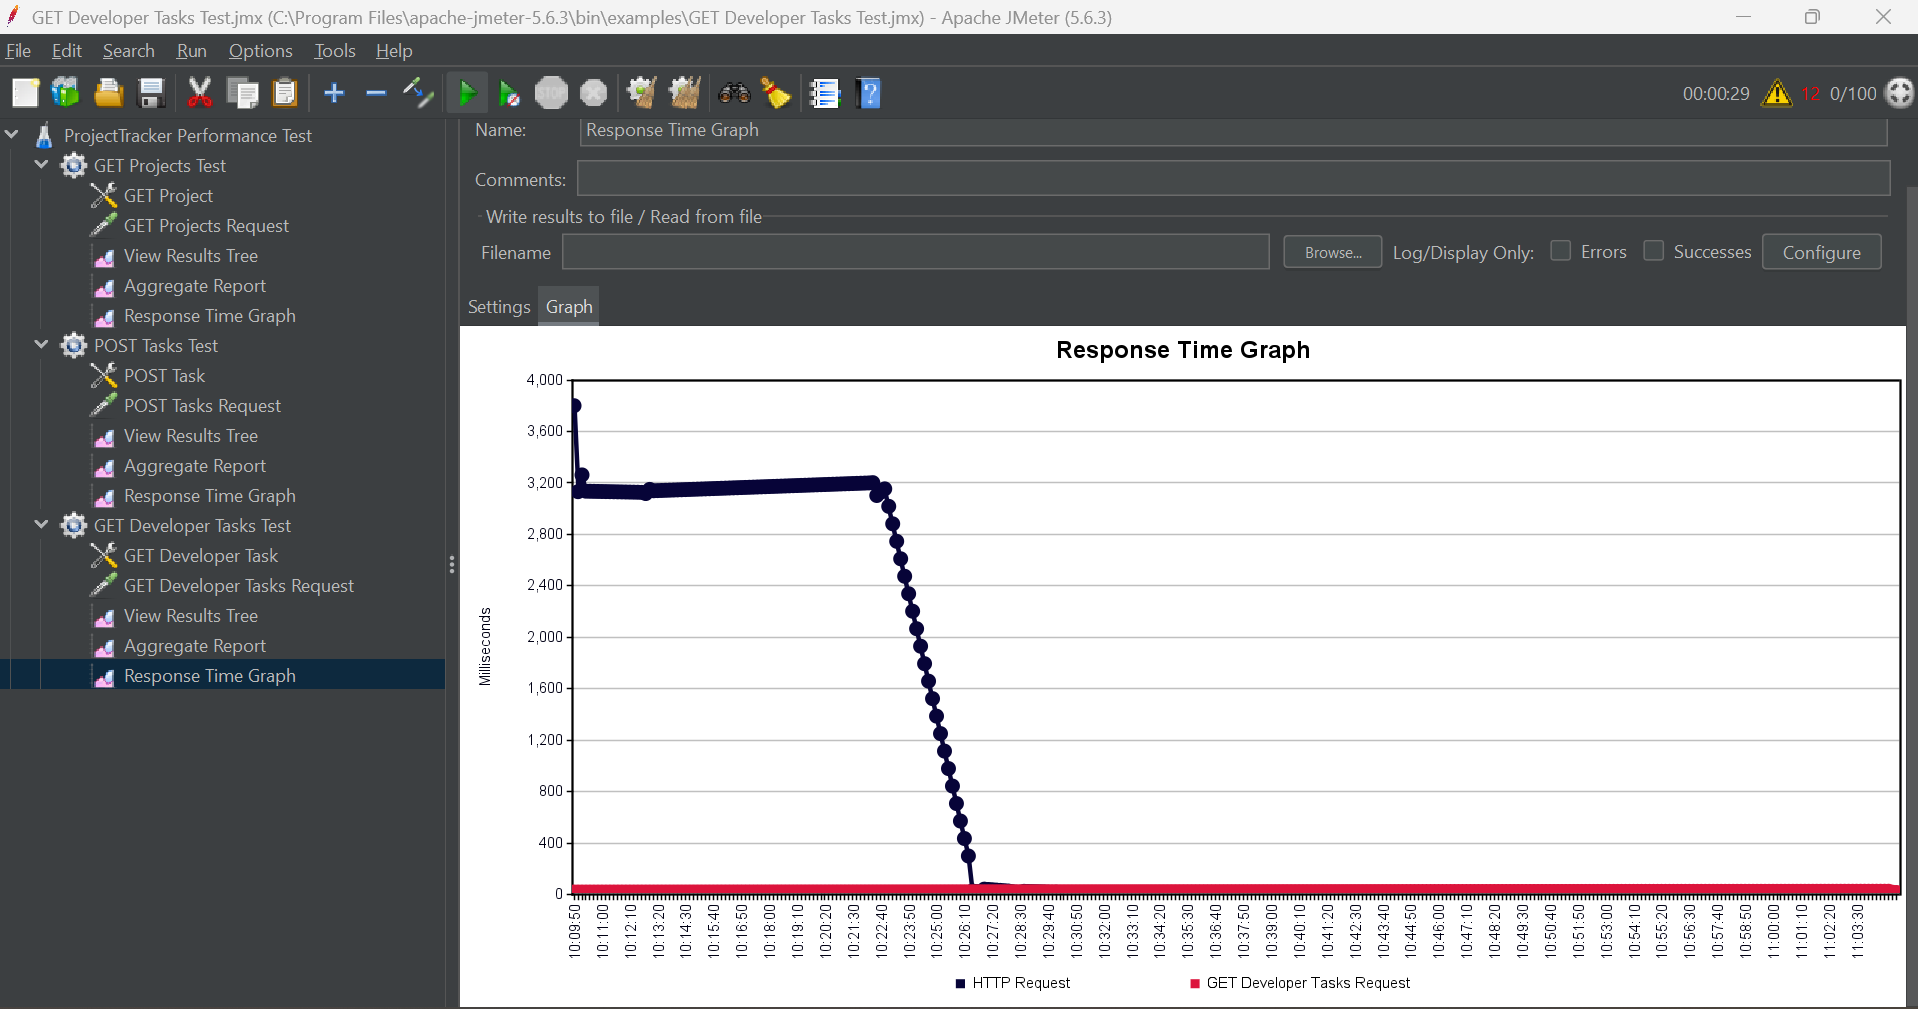 GET Developer Tasks Test.jmx (C:\Program Files\apache-jmeter-5.6.3\bin\examples\GET Developer Tasks Test.jmx) - Apache JMeter (5.6.3)
File Edit Search Run Options Tools Help
STOP
00:00:29 12 0/100
ProjectTracker Performance Test
GET Projects Test
GET Project
GET Projects Request
View Results Tree
Aggregate Report
Response Time Graph
POST Tasks Test
POST Task
POST Tasks Request
View Results Tree
Aggregate Report
Response Time Graph
GET Developer Tasks Test
GET Developer Task
GET Developer Tasks Request
View Results Tree
Aggregate Report
Response Time Graph
Name: Response Time Graph
Comments:
Write results to file / Read from file
Filename Browse... Log/Display Only: Errors Successes Configure
Settings Graph
Response Time Graph
Milliseconds
4,000
3,600
3,200
2,800
2,400
2,000
1,600
1,200
800
400
0
10:09:50
10:11:00
10:12:10
10:13:20
10:14:30
10:15:40
10:16:50
10:18:00
10:19:10
10:20:20
10:21:30
10:22:40
10:23:50
10:25:00
10:26:10
10:27:20
10:28:30
10:29:40
10:30:50
10:32:00
10:33:10
10:34:20
10:35:30
10:36:40
10:37:50
10:39:00
10:40:10
10:41:20
10:42:30
10:43:40
10:44:50
10:46:00
10:47:10
10:48:20
10:49:30
10:50:40
10:51:50
10:53:00
10:54:10
10:55:20
10:56:30
10:57:40
10:58:50
11:00:00
11:01:10
11:02:20
11:03:30
HTTP Request GET Developer Tasks Request